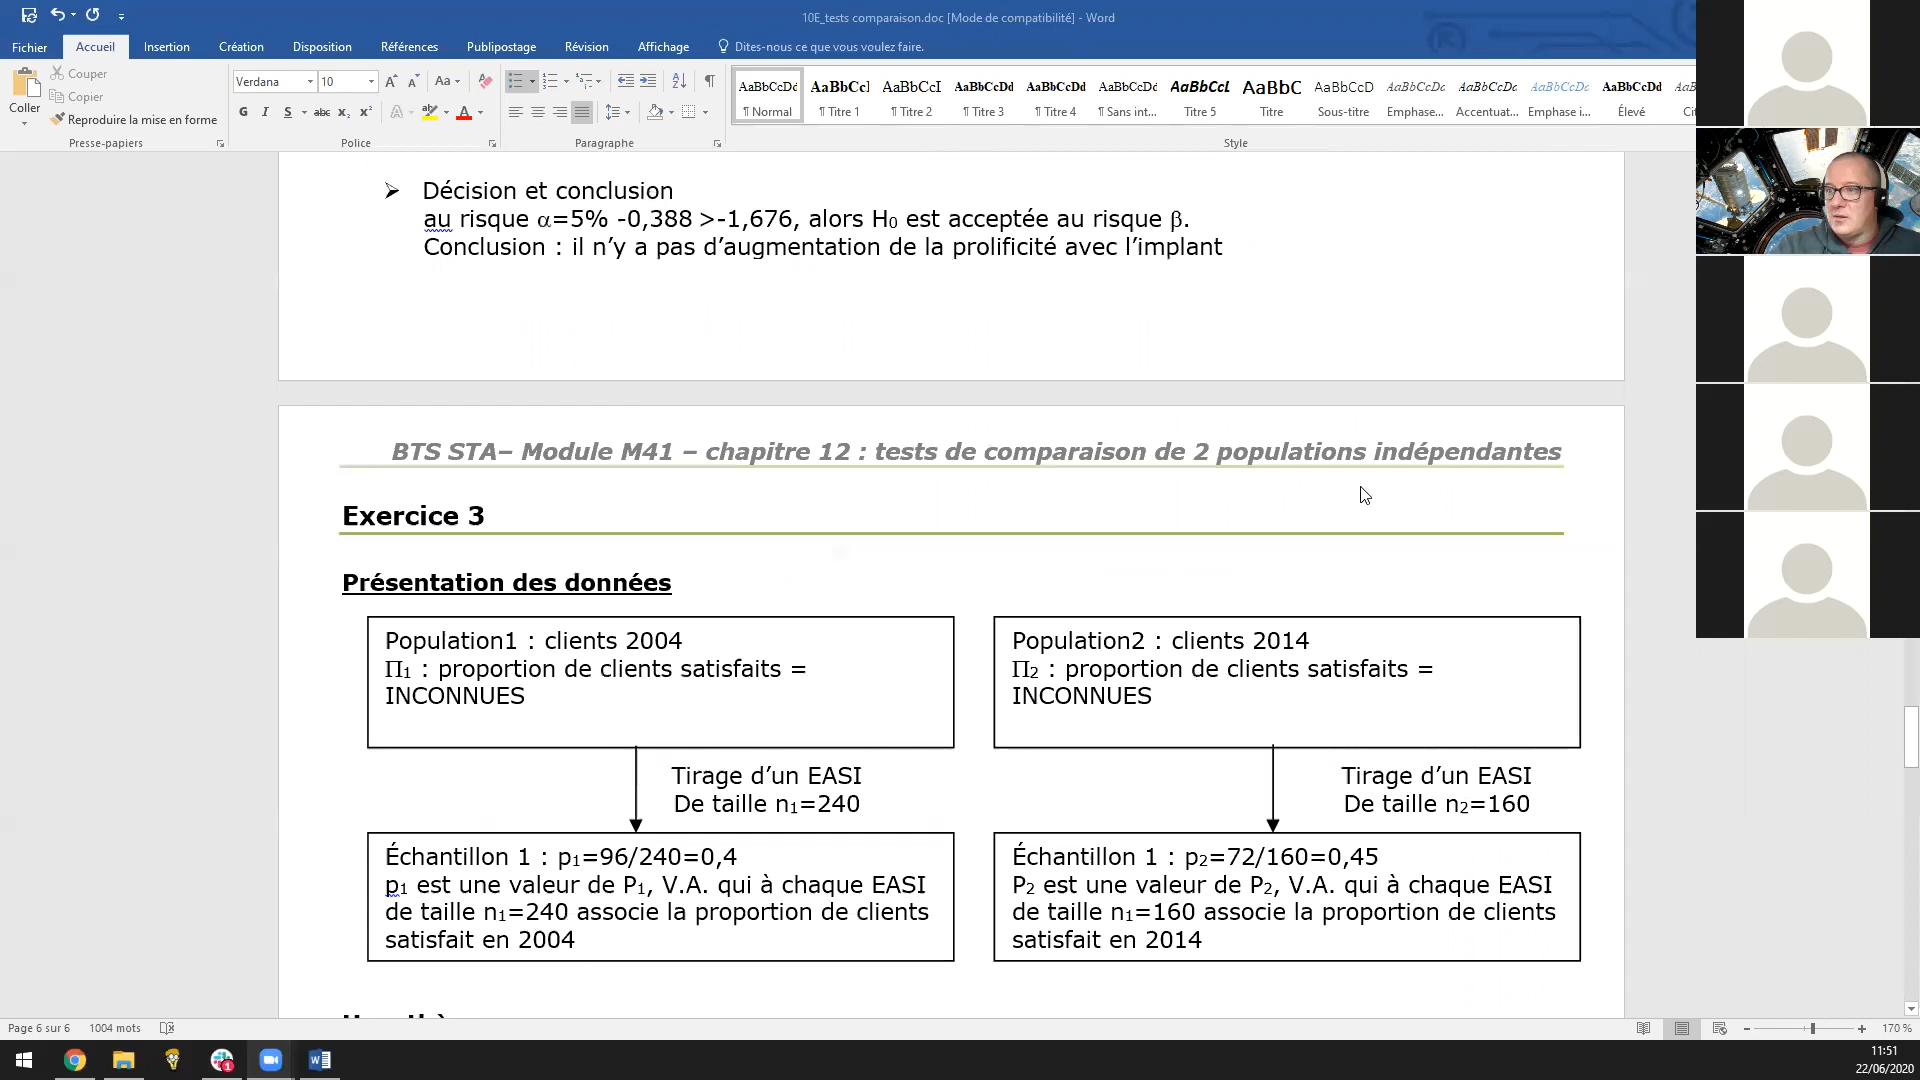 10E_tests comparaison.doc [Mode de compatibilité] - Word
Fichier Accueil Insertion Création Disposition Références Publipostage Révision Affichage Dites-nous ce que vous voulez faire.
Coller
Couper
Copier
Reproduire la mise en forme
Verdana 10 Aa
G I S abc x₂ x² A ab A
AaBbCcDd AaBbCcI AaBbCcI AaBbCcDd AaBbCcDd AaBbCcDd AaBbCcL AaBbC AaBbCcD AaBbCcDc AaBbCcDc AaBbCcDc AaBbCcDd
¶ Normal ¶ Titre 1 ¶ Titre 2 ¶ Titre 3 ¶ Titre 4 ¶ Sans int... Titre 5 Titre Sous-titre Emphase... Accentuat... Emphase i... Élevé
Presse-papiers Police Paragraphe Style
➢ Décision et conclusion
au risque α=5% -0,388 >-1,676, alors H₀ est acceptée au risque β.
Conclusion : il n’y a pas d’augmentation de la prolificité avec l’implant
BTS STA– Module M41 – chapitre 12 : tests de comparaison de 2 populations indépendantes
Exercice 3
Présentation des données
Population1 : clients 2004
Π₁ : proportion de clients satisfaits =
INCONNUES
Population2 : clients 2014
Π₂ : proportion de clients satisfaits =
INCONNUES
Tirage d’un EASI
De taille n₁=240
Tirage d’un EASI
De taille n₂=160
Échantillon 1 : p₁=96/240=0,4
p₁ est une valeur de P₁, V.A. qui à chaque EASI
de taille n₁=240 associe la proportion de clients
satisfait en 2004
Échantillon 1 : p₂=72/160=0,45
P₂ est une valeur de P₂, V.A. qui à chaque EASI
de taille n₁=160 associe la proportion de clients
satisfait en 2014
Page 6 sur 6 1004 mots
170 %
11:51
22/06/2020